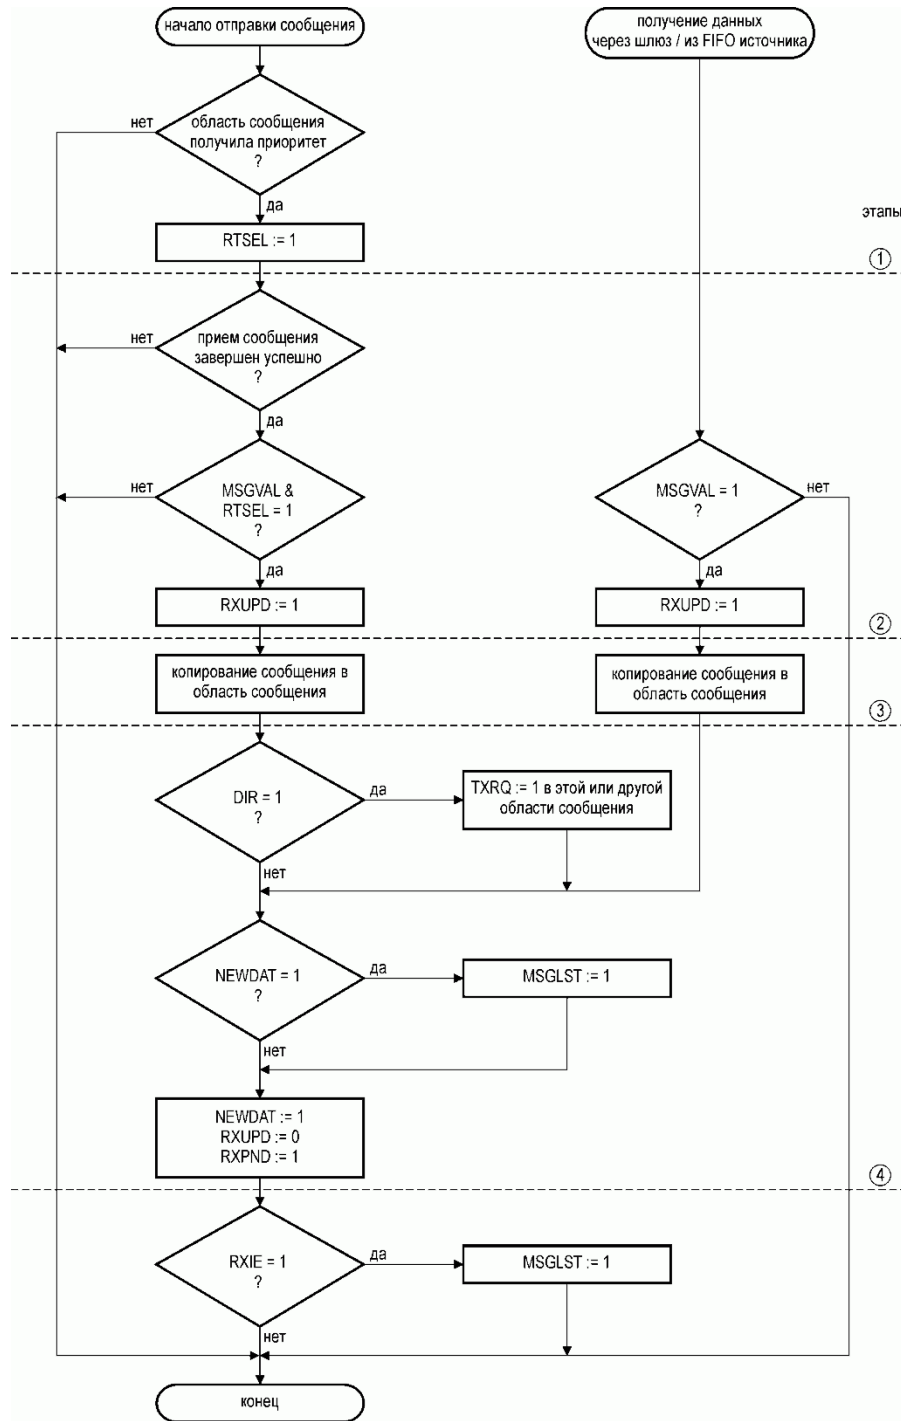 начало отправки сообщения
получение данных
через шлюз / из FIFO источника
нет
область сообщения
получила приоритет
?
да
этапы
RTSEL := 1
1
нет
прием сообщения
завершен успешно
?
да
нет
MSGVAL &
RTSEL = 1
?
MSGVAL = 1
?
нет
да
да
RXUPD := 1
RXUPD := 1
2
копирование сообщения в
область сообщения
копирование сообщения в
область сообщения
3
DIR = 1
?
да
TXRQ := 1 в этой или другой
области сообщения
нет
NEWDAT = 1
?
да
MSGLST := 1
нет
NEWDAT := 1
RXUPD := 0
RXPND := 1
4
RXIE = 1
?
да
MSGLST := 1
нет
конец